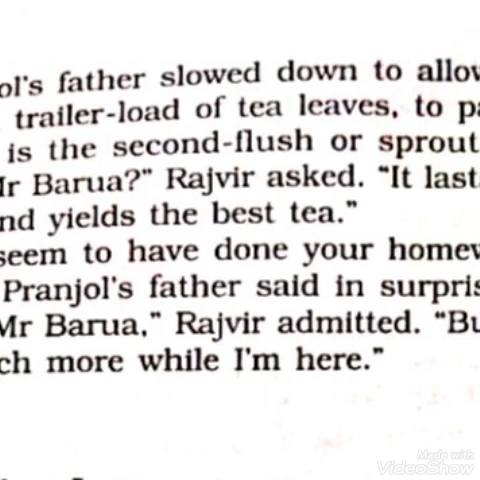 ol's father slowed down to allow
trailer-load of tea leaves, to pa
is the second-flush or sprout
Mr Barua?" Rajvir asked. "It last
nd yields the best tea."
seem to have done your homew
Pranjol's father said in surpris
Mr Barua," Rajvir admitted. "Bu
ch more while I'm here."
Made with
VideoShow